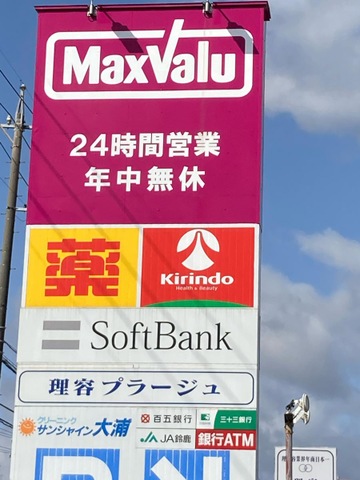 MaxValu
24時間営業
年中無休
薬
Kirindo
Health & Beauty
SoftBank
理容 プラージュ
クリーニング
サンシャイン大浦
百五銀行
三十三銀行
JA鈴鹿
銀行ATM